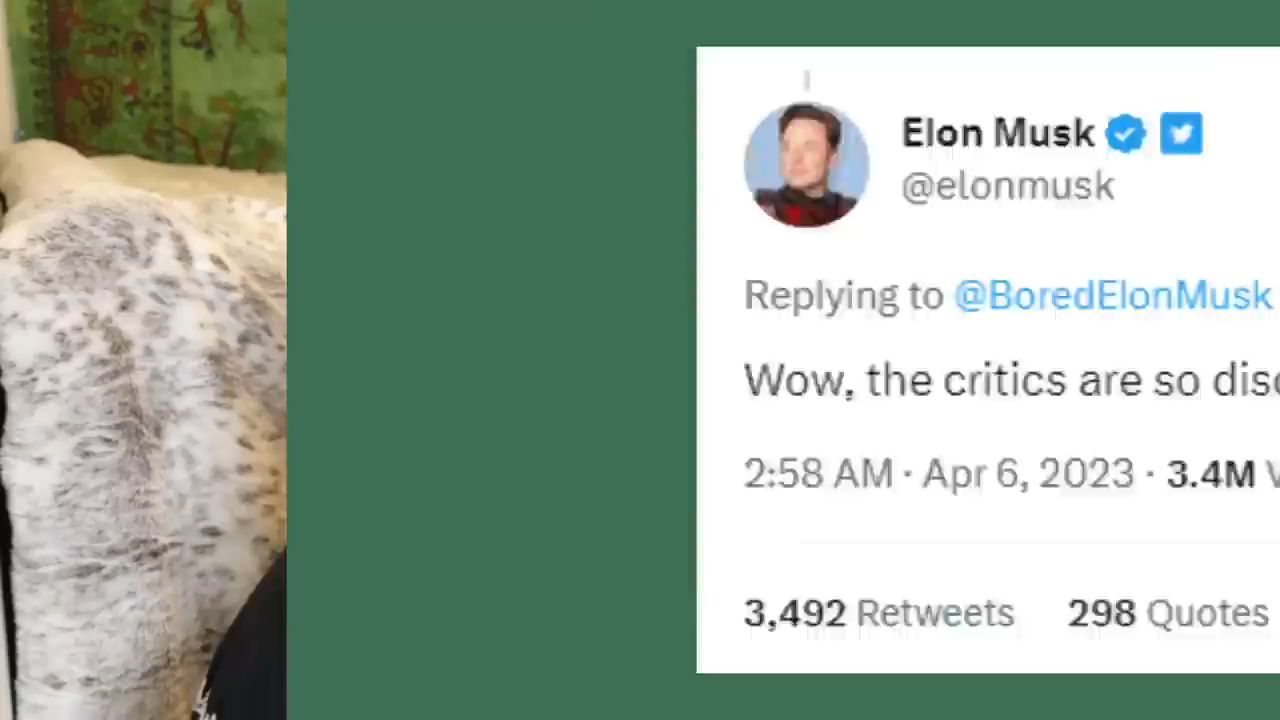 Elon Musk
@elonmusk
Replying to @BoredElonMusk
Wow, the critics are so
2:58 AM · Apr 6, 2023 · 3.4M
3,492 Retweets 298 Quotes